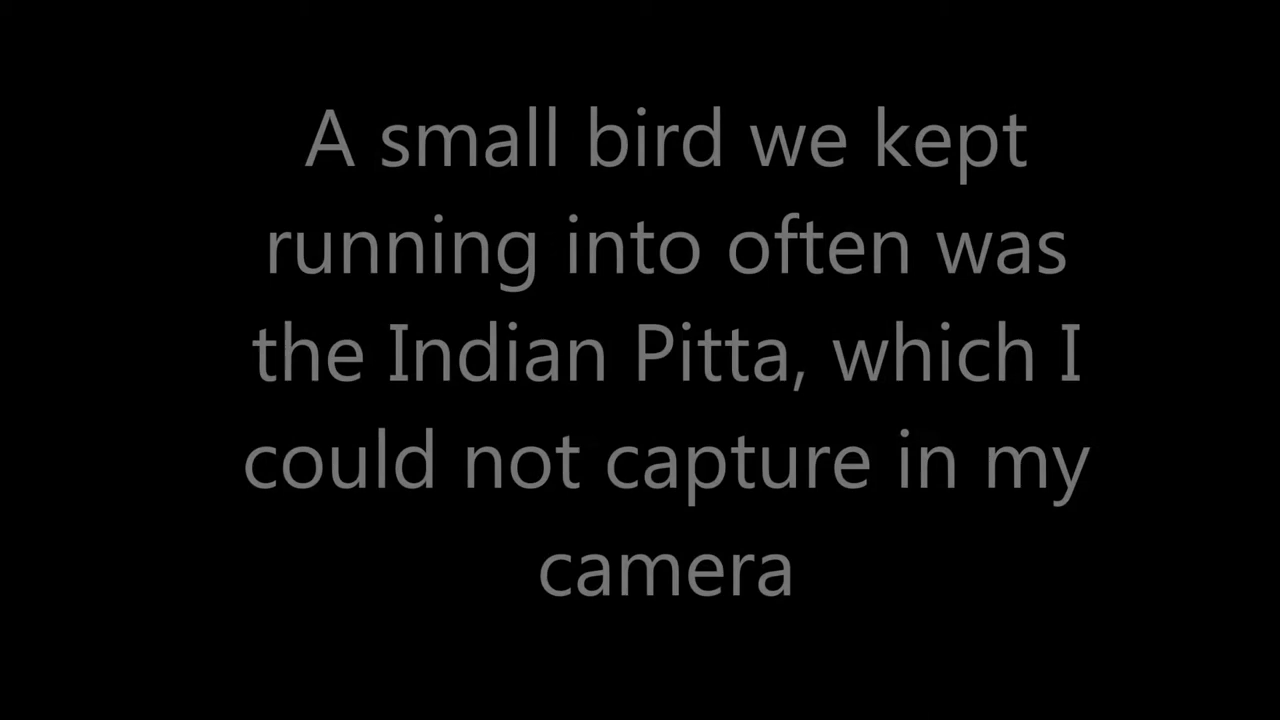 A small bird we kept
running into often was
the Indian Pitta, which I
could not capture in my
camera